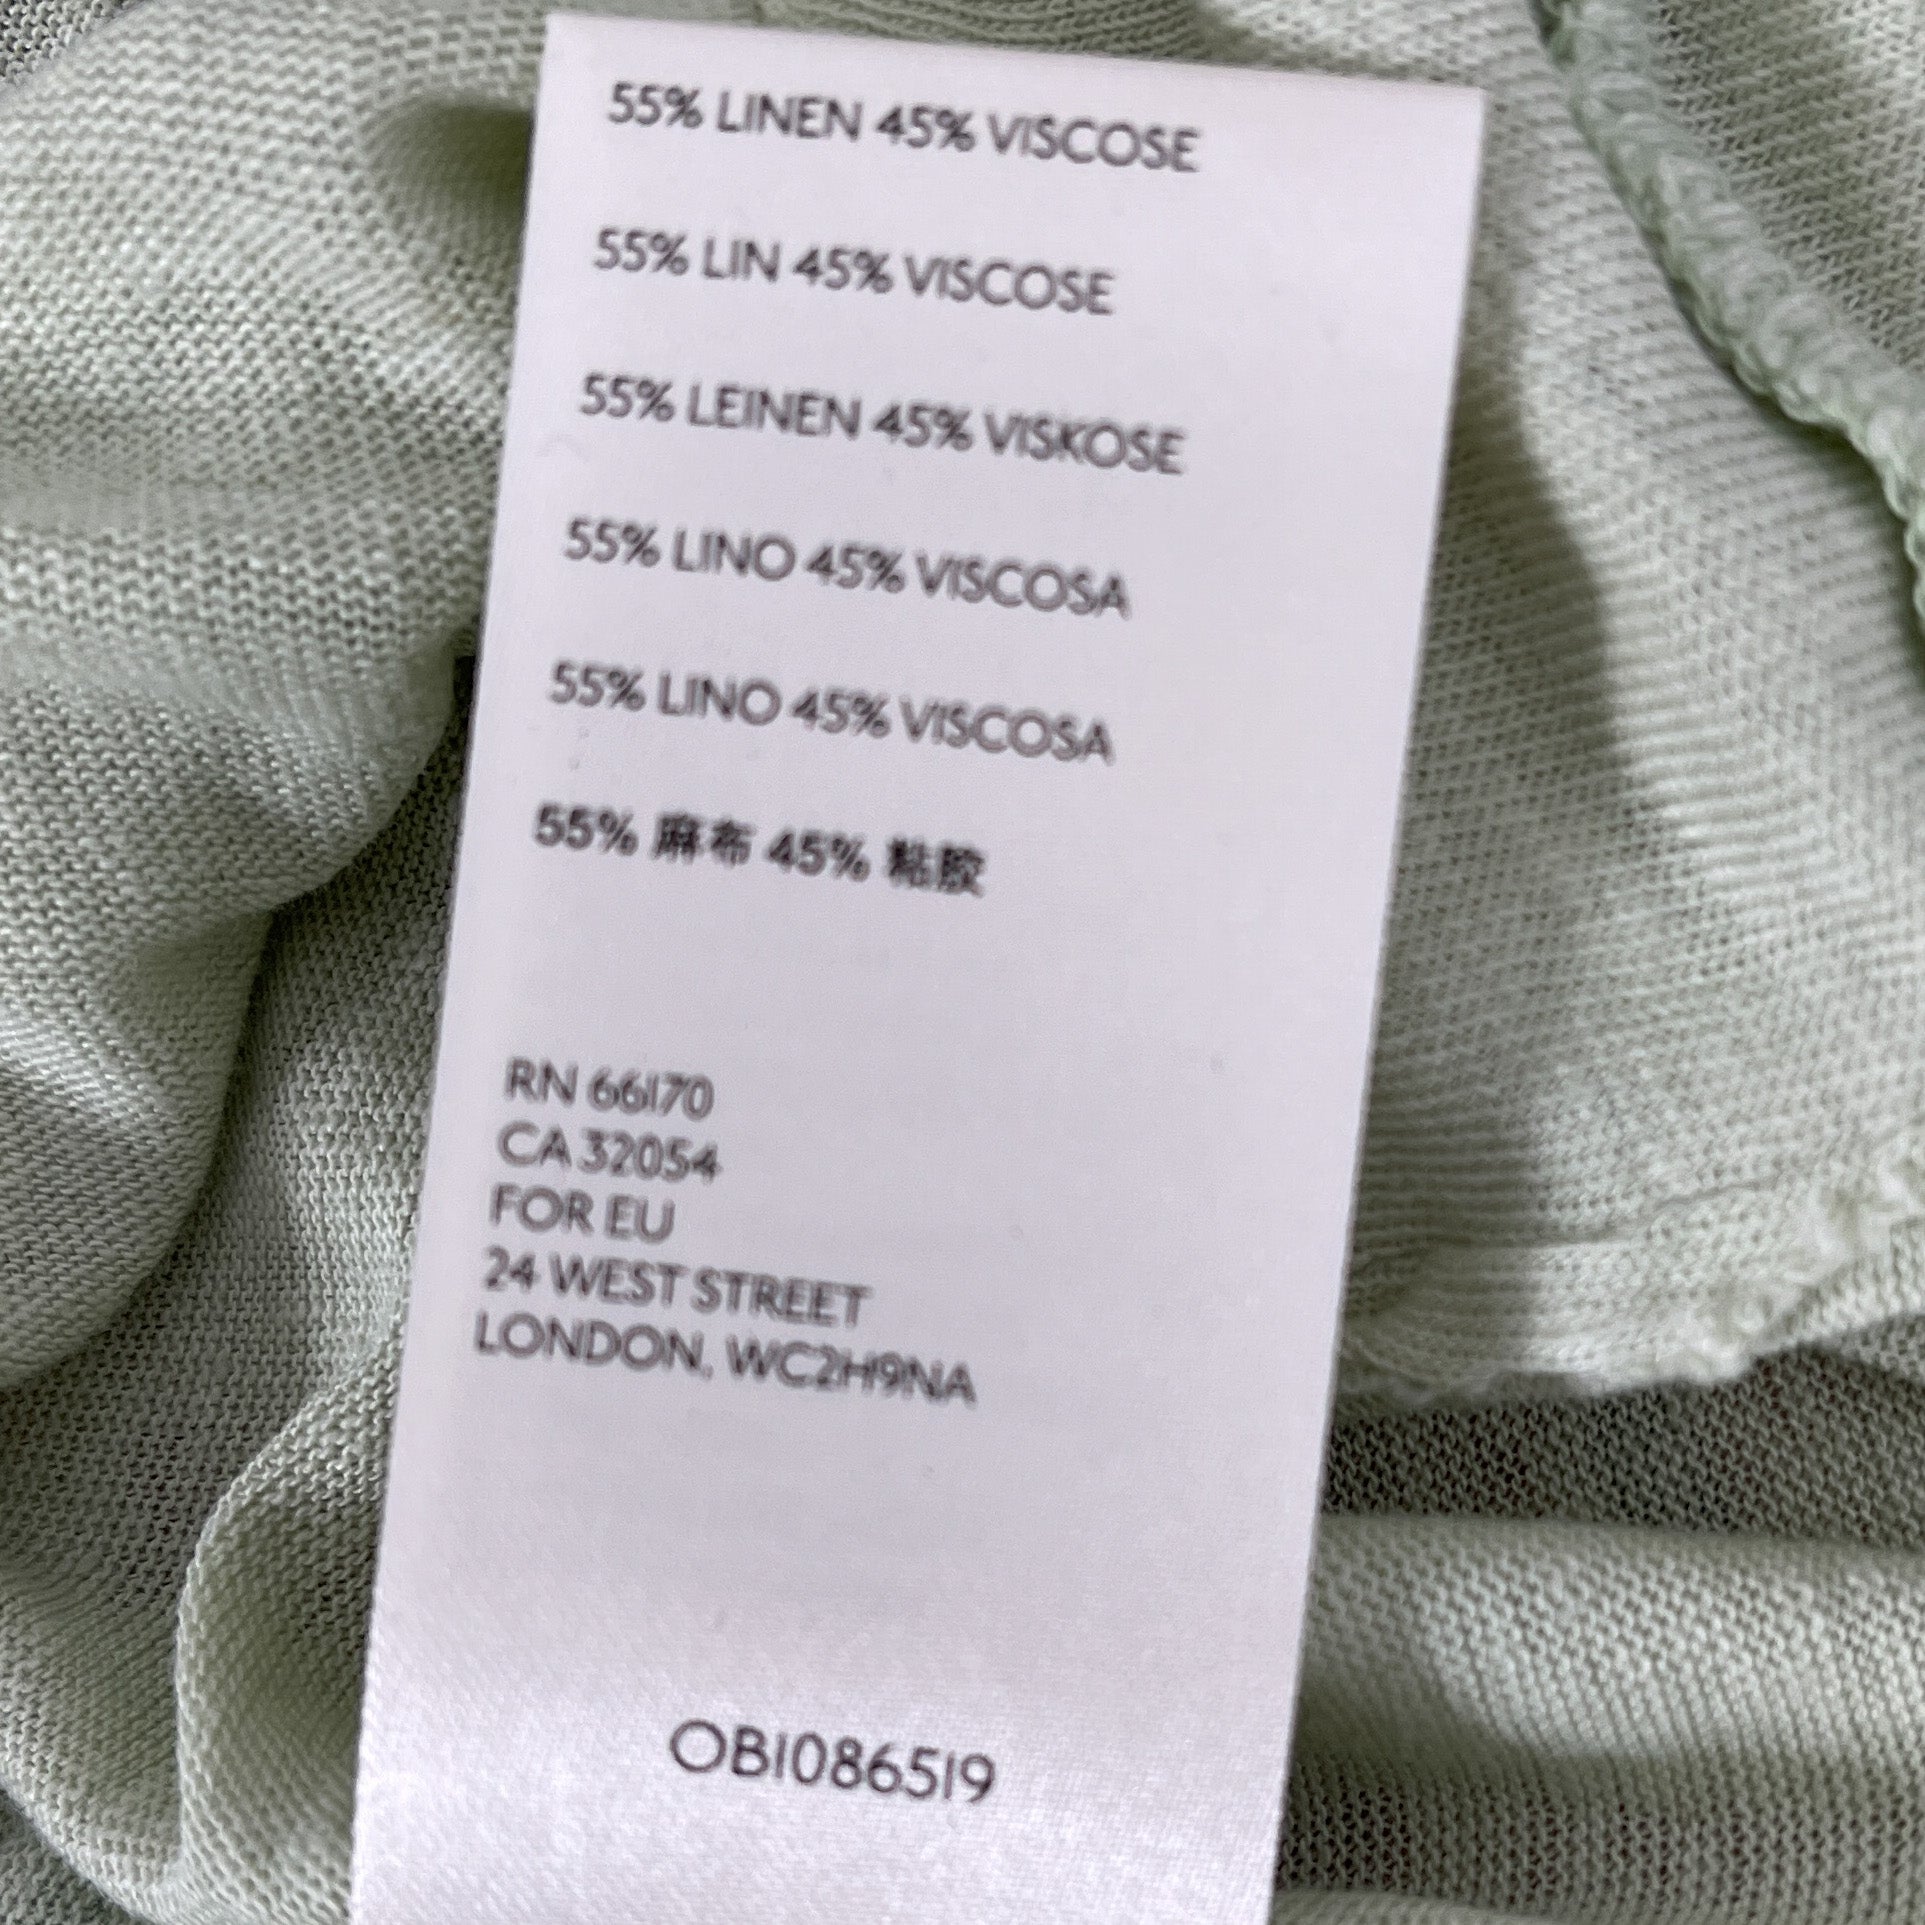 55% LINEN 45% VISCOSE
55% LIN 45% VISCOSE
55% LEINEN 45% VISKOSE
55% LINO 45% VISCOSA
55% LINO 45% VISCOSA
55% 麻布 45% 粘胶
RN 66170
CA 32054
FOR EU
24 WEST STREET
LONDON, WC2H9NA
OB1086519